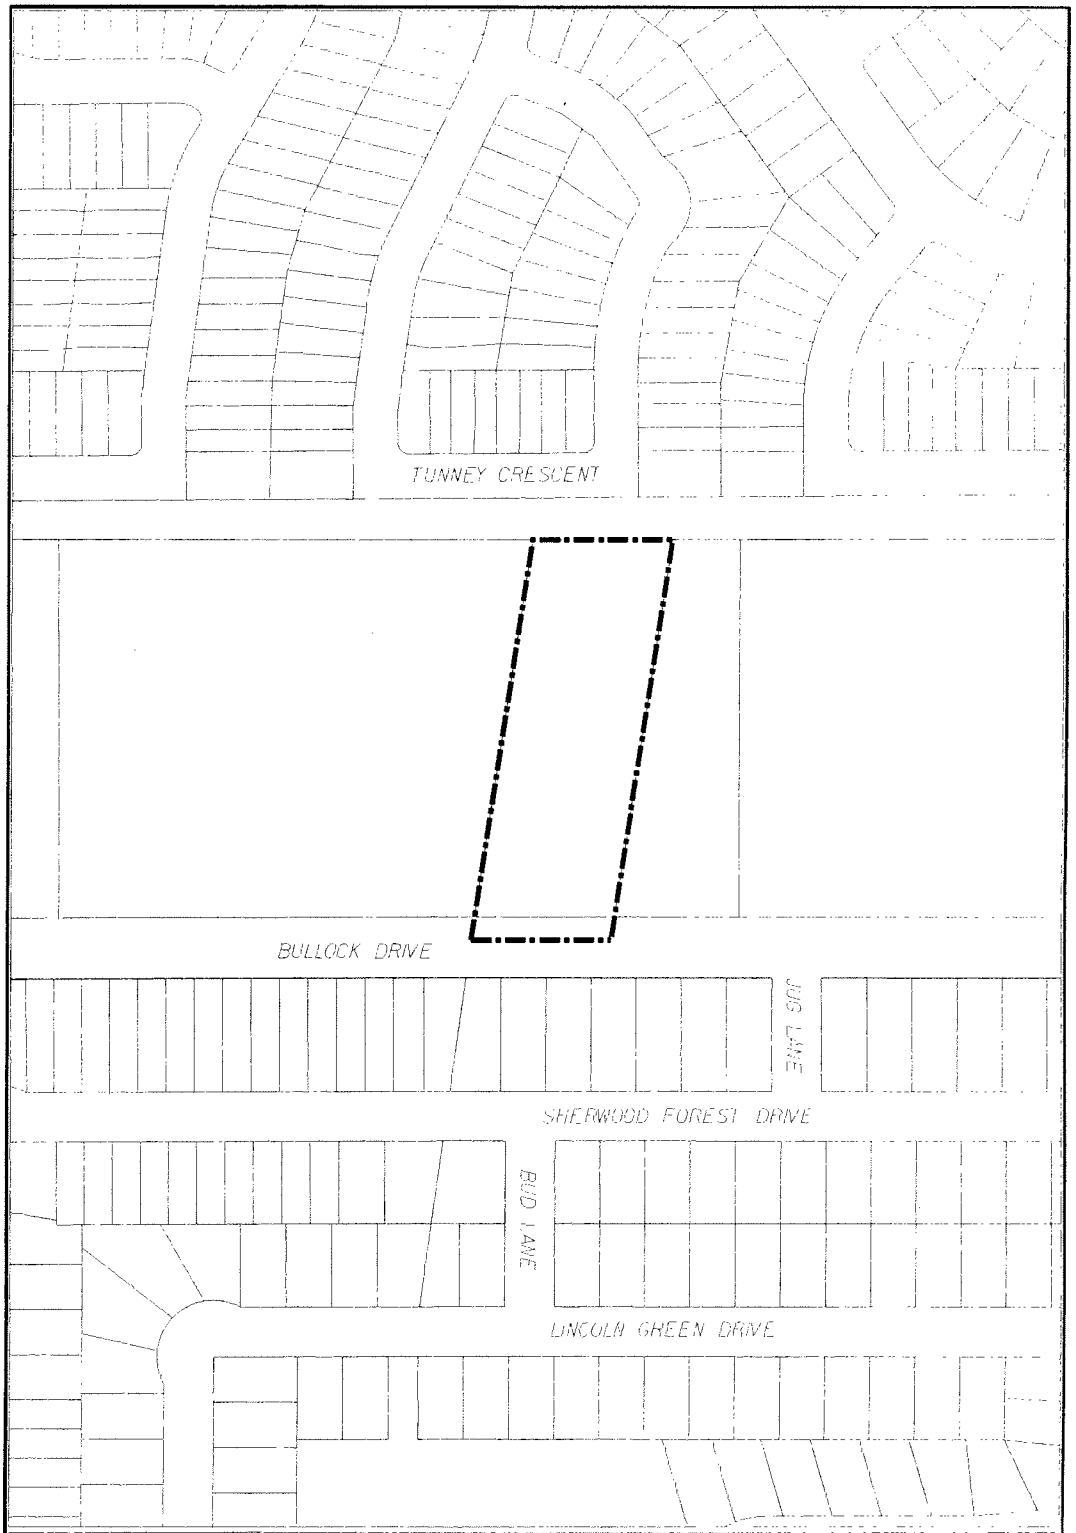 TUNNEY CRESCENT
BULLOCK DRIVE
JUG LANE
SHERWOOD FOREST DRIVE
BUD LANE
LINCOLN GREEN DRIVE